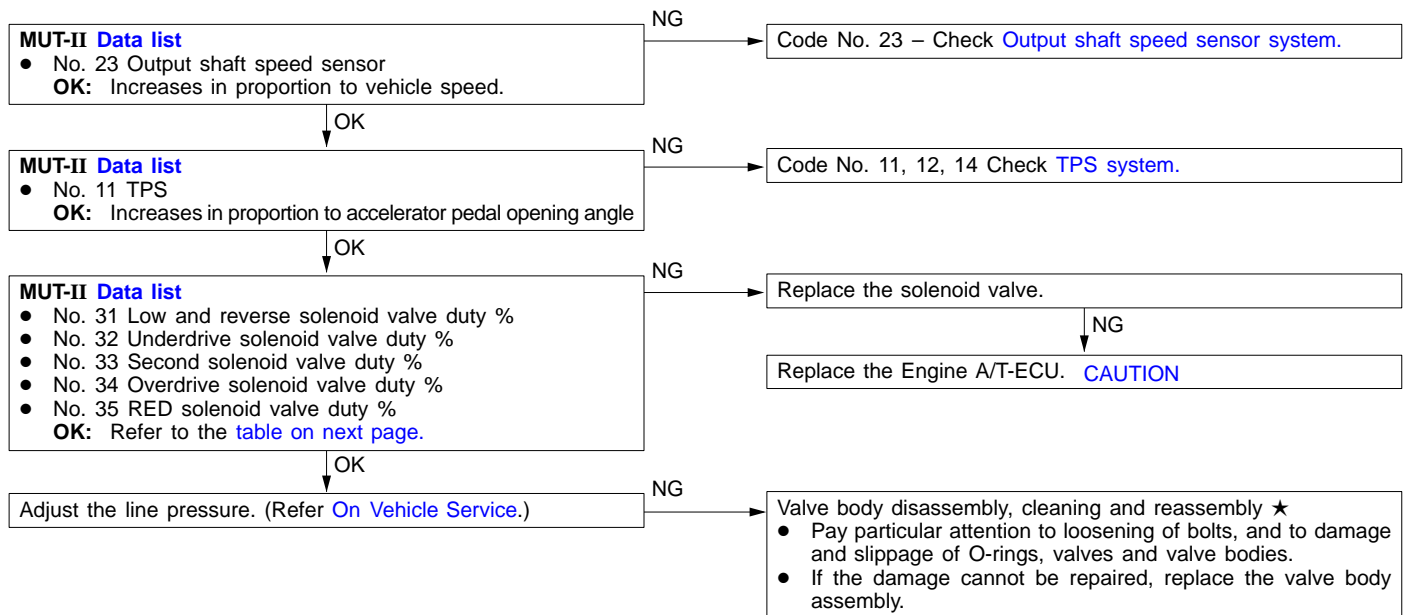 MUT-II Data list
● No. 23 Output shaft speed sensor
OK: Increases in proportion to vehicle speed.
NG
Code No. 23 – Check Output shaft speed sensor system.
OK
MUT-II Data list
● No. 11 TPS
OK: Increases in proportion to accelerator pedal opening angle
NG
Code No. 11, 12, 14 Check TPS system.
OK
MUT-II Data list
● No. 31 Low and reverse solenoid valve duty %
● No. 32 Underdrive solenoid valve duty %
● No. 33 Second solenoid valve duty %
● No. 34 Overdrive solenoid valve duty %
● No. 35 RED solenoid valve duty %
OK: Refer to the table on next page.
NG
Replace the solenoid valve.
NG
Replace the Engine A/T-ECU. CAUTION
OK
Adjust the line pressure. (Refer On Vehicle Service.)
NG
Valve body disassembly, cleaning and reassembly ★
● Pay particular attention to loosening of bolts, and to damage
and slippage of O-rings, valves and valve bodies.
● If the damage cannot be repaired, replace the valve body
assembly.